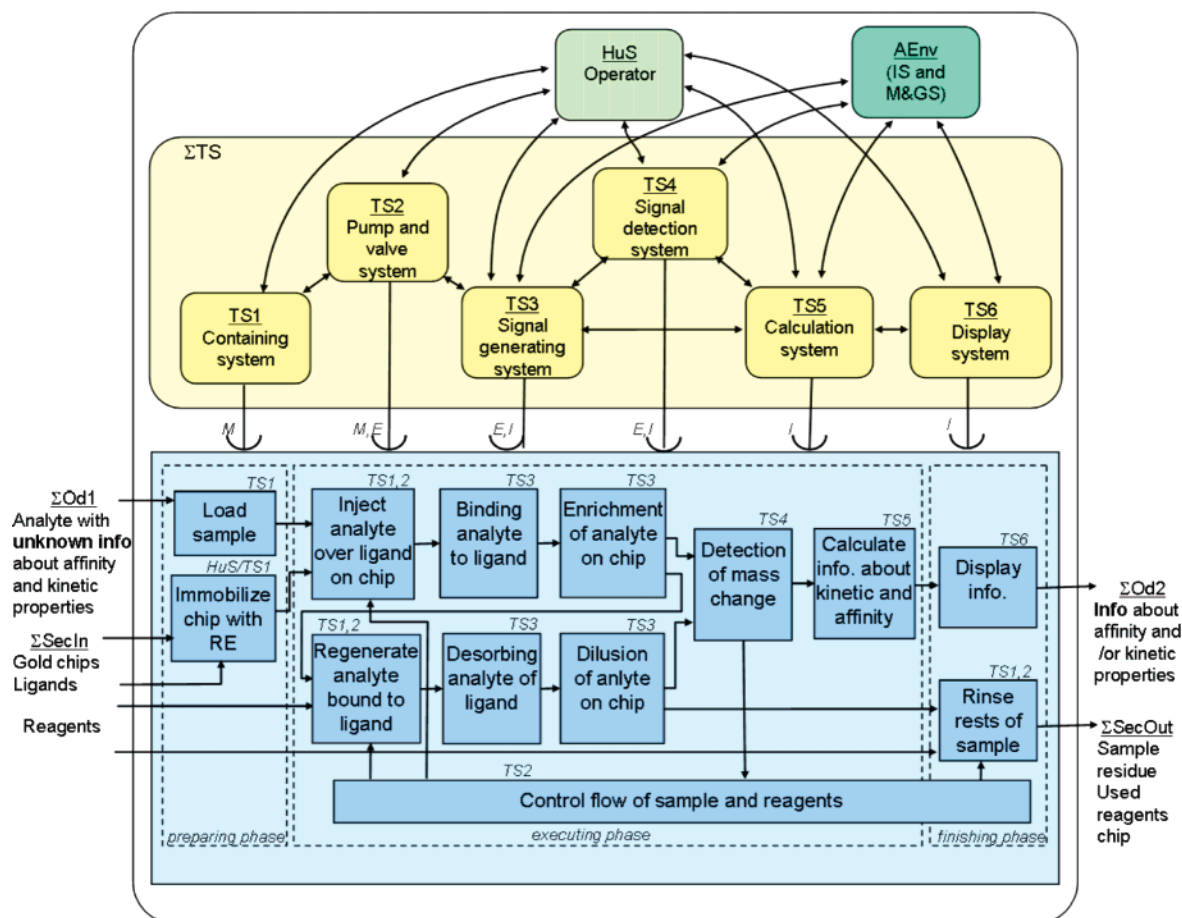 HuS
Operator
AEnv
(IS and
M&GS)
ΣTS
TS4
Signal
detection
system
TS2
Pump and
valve
system
TS1
Containing
system
TS3
Signal
generating
system
TS5
Calculation
system
TS6
Display
system
M
M,E
E,I
E,I
I
I
ΣOd1
Analyte with
unknown info
about affinity
and kinetic
properties
ΣSecIn
Gold chips
Ligands
Reagents
TS1
Load
sample
HuS/TS1
Immobilize
chip with
RE
preparing phase
TS1,2
Inject
analyte
over ligand
on chip
TS3
Binding
analyte
to ligand
TS3
Enrichment
of analyte
on chip
TS4
Detection
of mass
change
TS5
Calculate
info. about
kinetic and
affinity
TS1,2
Regenerate
analyte
bound to
ligand
TS3
Desorbing
analyte of
ligand
TS3
Dilusion
of anlyte
on chip
TS2
Control flow of sample and reagents
executing phase
TS6
Display
info.
TS1,2
Rinse
rests of
sample
finishing phase
ΣOd2
Info about
affinity and
/or kinetic
properties
ΣSecOut
Sample
residue
Used
reagents
chip